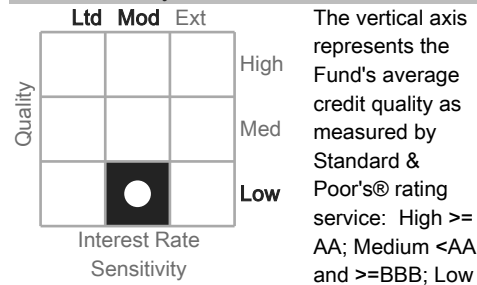 Ltd Mod Ext
High
Med
Low
Quality
Interest Rate
Sensitivity
The vertical axis
represents the
Fund's average
credit quality as
measured by
Standard &
Poor's® rating
service: High >=
AA; Medium <AA
and >=BBB; Low